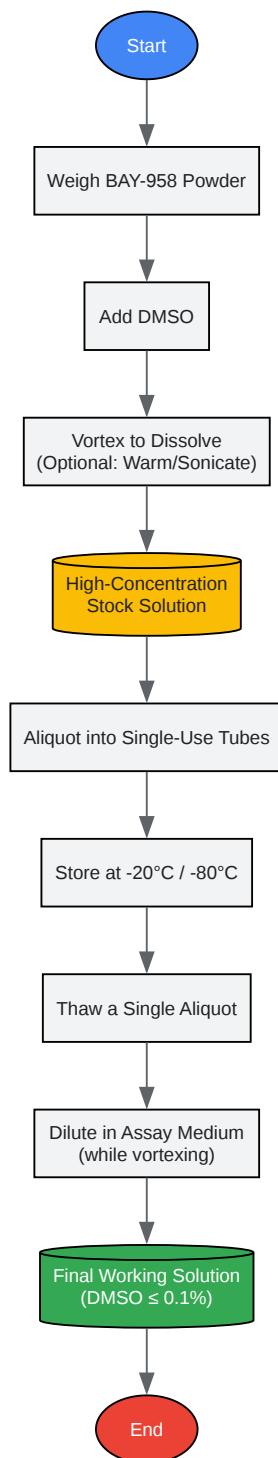 Start
Weigh BAY-958 Powder
Add DMSO
Vortex to Dissolve
(Optional: Warm/Sonicate)
High-Concentration
Stock Solution
Aliquot into Single-Use Tubes
Store at -20°C / -80°C
Thaw a Single Aliquot
Dilute in Assay Medium
(while vortexing)
Final Working Solution
(DMSO ≤ 0.1%)
End